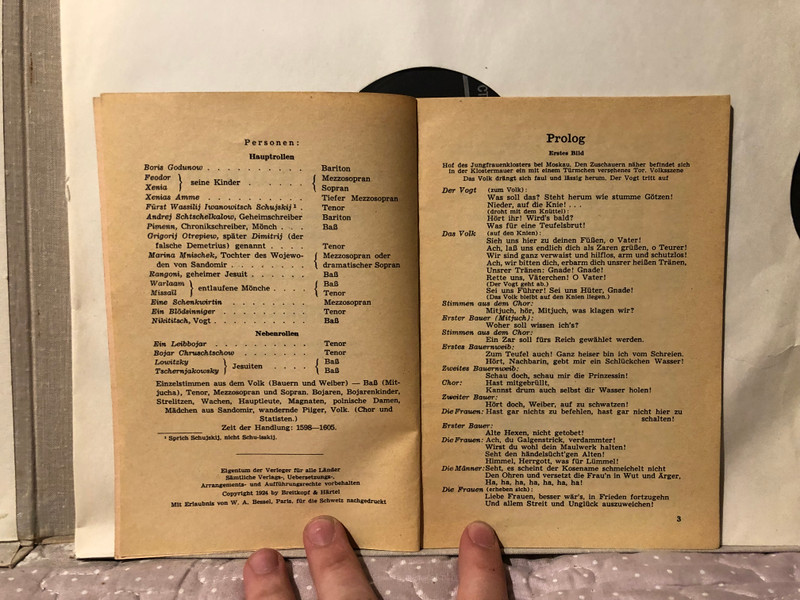 Personen:
Hauptrollen
Boris Godunow . . . . . . . . . . Bariton
Feodor } seine Kinder . . . . . . { Mezzosopran
Xenia Sopran
Xenias Amme . . . . . . . . . . Tiefer Mezzosopran
Fürst Wassilij Iwanowitsch Schujskij¹ . Tenor
Andrej Schtschelkalow, Geheimschreiber Bariton
Pimenn, Chronikschreiber, Mönch . . . Baß
Grigorij Otrepiew, später Dimitrij (der
falsche Demetrius) genannt . . . . Tenor
Marina Mnischek, Tochter des Wojewo- { Mezzosopran oder
den von Sandomir . . . . . . . . dramatischer Sopran
Rangoni, geheimer Jesuit . . . . . . Baß
Warlaam } entlaufene Mönche . . . . { Baß
Missail Tenor
Eine Schenkwirtin . . . . . . . . Mezzosopran
Ein Blödsinniger . . . . . . . . . Tenor
Nikititsch, Vogt . . . . . . . . . Baß
Nebenrollen
Ein Leibbojar . . . . . . . . . . Tenor
Bojar Chruschtschow . . . . . . . Tenor
Lowitzky } Jesuiten . . . . . . . { Baß
Tschernjakowsky Baß
Einzelstimmen aus dem Volk (Bauern und Weiber) — Baß (Mit-
jucha), Tenor, Mezzosopran und Sopran. Bojaren, Bojarenkinder,
Strelitzen, Wachen, Hauptleute, Magnaten, polnische Damen,
Mädchen aus Sandomir, wandernde Pilger, Volk. (Chor und
Statisten.)
Zeit der Handlung: 1598—1605.
¹ Sprich Schujskij, nicht Schu-isskij.
Eigentum der Verleger für alle Länder
Sämtliche Verlags-, Uebersetzungs-,
Arrangements- und Aufführungsrechte vorbehalten
Copyright 1924 by Breitkopf & Härtel
Mit Erlaubnis von W. A. Bessel, Paris, für die Schweiz nachgedruckt
Prolog
Erstes Bild
Hof des Jungfrauenklosters bei Moskau. Den Zuschauern näher befindet sich
in der Klostermauer ein mit einem Türmchen versehenes Tor. Volksszene
Das Volk drängt sich faul und lässig herum. Der Vogt tritt auf
Der Vogt (zum Volk):
Was soll das? Steht herum wie stumme Götzen!
Nieder, auf die Knie! . . .
(droht mit dem Knüttel)
Hört ihr! Wird's bald?
Was für eine Teufelsbrut!
Das Volk (auf den Knien):
Sieh uns hier zu deinen Füßen, o Vater!
Ach, laß uns endlich dich als Zaren grüßen, o Teurer!
Wir sind ganz verwaist und hilflos, arm und schutzlos!
Ach, wir bitten dich, erbarm dich unsrer heißen Tränen,
Unsrer Tränen: Gnade! Gnade!
Rette uns, Väterchen! O Vater!
(Der Vogt geht ab.)
Sei uns Führer! Sei uns Hüter, Gnade!
(Das Volk bleibt auf den Knien liegen.)
Stimmen aus dem Chor:
Mitjuch, hör, Mitjuch, was klagen wir?
Erster Bauer (Mitjuch):
Woher soll wissen ich's?
Stimmen aus dem Chor:
Ein Zar soll fürs Reich gewählet werden.
Erstes Bauernweib:
Zum Teufel auch! Ganz heiser bin ich vom Schreien.
Hört, Nachbarin, gebt mir ein Schlückchen Wasser!
Zweites Bauernweib:
Schau doch, schau mir die Prinzessin!
Chor: Hast mitgebrüllt,
Kannst drum auch selbst dir Wasser holen!
Zweiter Bauer:
Hört doch, Weiber, auf zu schwatzen!
Die Frauen: Hast gar nichts zu befehlen, hast gar nicht hier zu
schalten!
Erster Bauer:
Alte Hexen, nicht getobet!
Die Frauen: Ach, du Galgenstrick, verdammter!
Wirst du wohl dein Maulwerk halten!
Seht den händelsücht'gen Alten!
Himmel, Herrgott, was für Lümmel!
Die Männer: Seht, es scheint der Kosename schmeichelt nicht
Den Ohren und versetzt die Frau'n in Wut und Ärger,
Ha, ha, ha, ha, ha, ha, ha!
Die Frauen (erheben sich):
Liebe Frauen, besser wär's, in Frieden fortzugehn
Und allem Streit und Unglück auszuweichen!
3